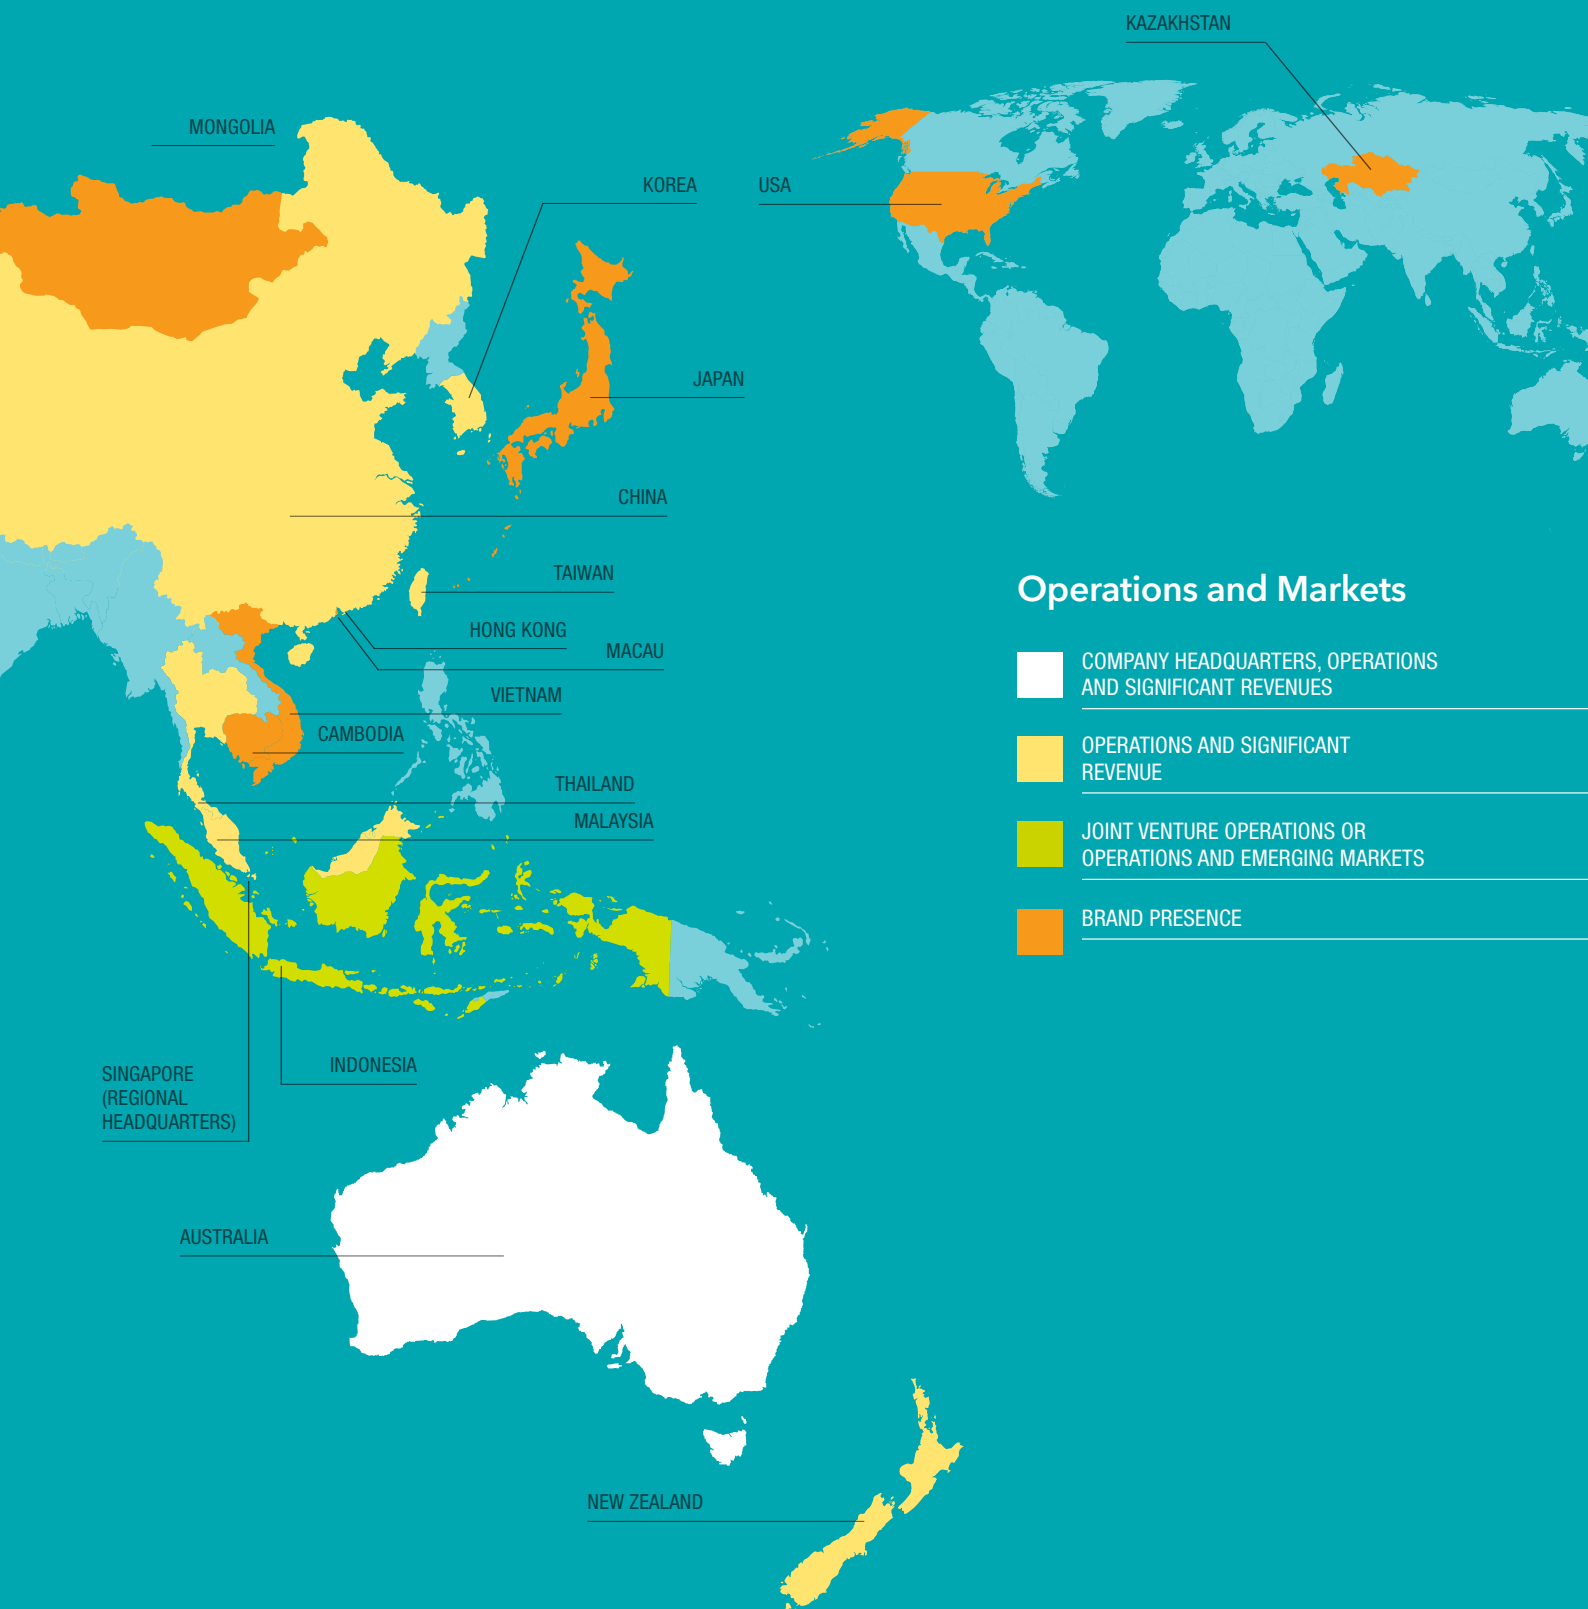 KAZAKHSTAN
MONGOLIA
KOREA
USA
JAPAN
CHINA
TAIWAN
HONG KONG
MACAU
VIETNAM
CAMBODIA
THAILAND
MALAYSIA
SINGAPORE
(REGIONAL
HEADQUARTERS)
INDONESIA
AUSTRALIA
NEW ZEALAND
Operations and Markets
COMPANY HEADQUARTERS, OPERATIONS
AND SIGNIFICANT REVENUES
OPERATIONS AND SIGNIFICANT
REVENUE
JOINT VENTURE OPERATIONS OR
OPERATIONS AND EMERGING MARKETS
BRAND PRESENCE